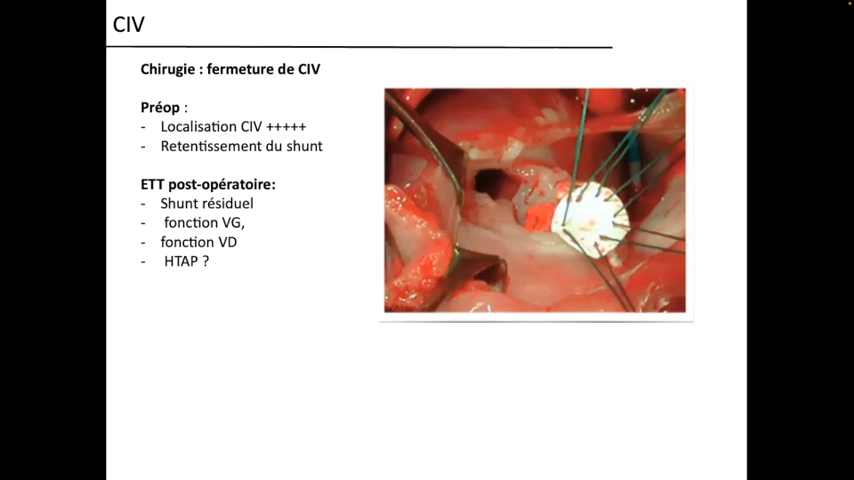 CIV
Chirugie : fermeture de CIV
Préop :
- Localisation CIV +++++
- Retentissement du shunt
ETT post-opératoire:
- Shunt résiduel
- fonction VG,
- fonction VD
- HTAP ?